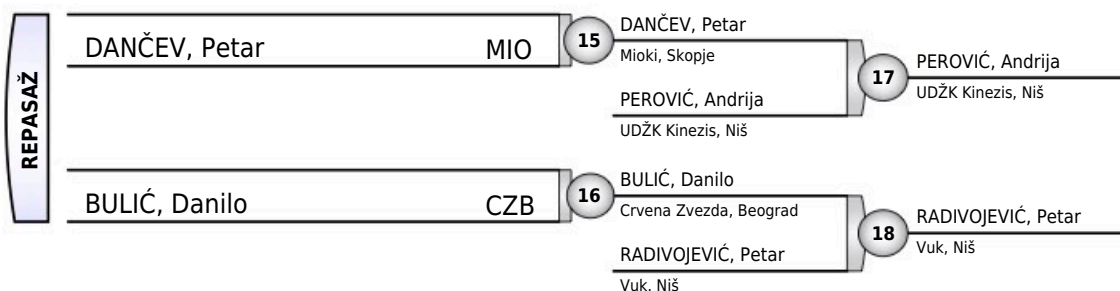 REPASAŽ
DANČEV, Petar MIO
15
DANČEV, Petar
Mioki, Skopje
PEROVIĆ, Andrija
UDŽK Kinezis, Niš
17
PEROVIĆ, Andrija
UDŽK Kinezis, Niš
BULIĆ, Danilo CZB
16
BULIĆ, Danilo
Crvena Zvezda, Beograd
RADIVOJEVIĆ, Petar
Vuk, Niš
18
RADIVOJEVIĆ, Petar
Vuk, Niš